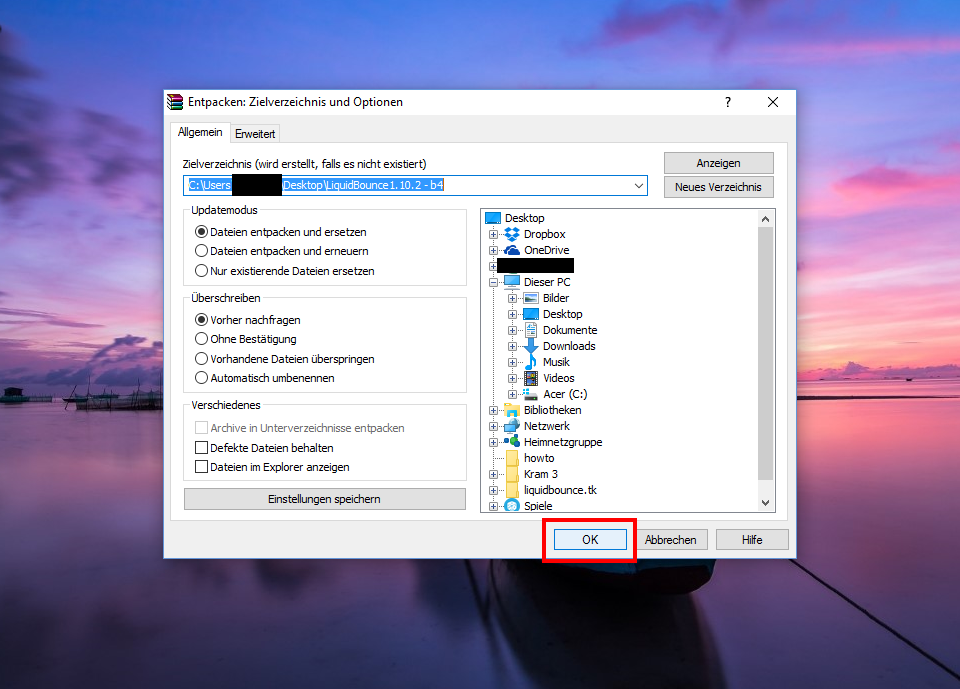 Entpacken: Zielverzeichnis und Optionen
?
Allgemein
Erweitert
Zielverzeichnis (wird erstellt, falls es nicht existiert)
C:\Users
\Desktop\LiquidBounce1.10.2 - b4
Anzeigen
Neues Verzeichnis
Updatemodus
Dateien entpacken und ersetzen
Dateien entpacken und erneuern
Nur existierende Dateien ersetzen
Überschreiben
Vorher nachfragen
Ohne Bestätigung
Vorhandene Dateien überspringen
Automatisch umbenennen
Verschiedenes
Archive in Unterverzeichnisse entpacken
Defekte Dateien behalten
Dateien im Explorer anzeigen
Einstellungen speichern
Desktop
Dropbox
OneDrive
Dieser PC
Bilder
Desktop
Dokumente
Downloads
Musik
Videos
Acer (C:)
Bibliotheken
Netzwerk
Heimnetzgruppe
howto
Kram 3
liquidbounce.tk
Spiele
OK
Abbrechen
Hilfe